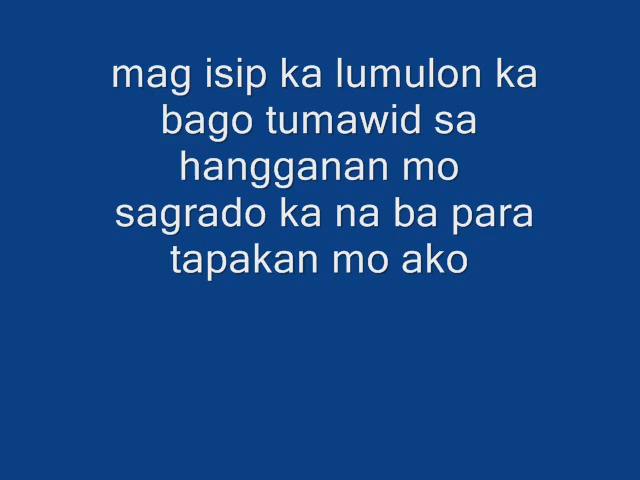 mag isip ka lumulon ka
bago tumawid sa
hangganan mo
sagrado ka na ba para
tapakan mo ako